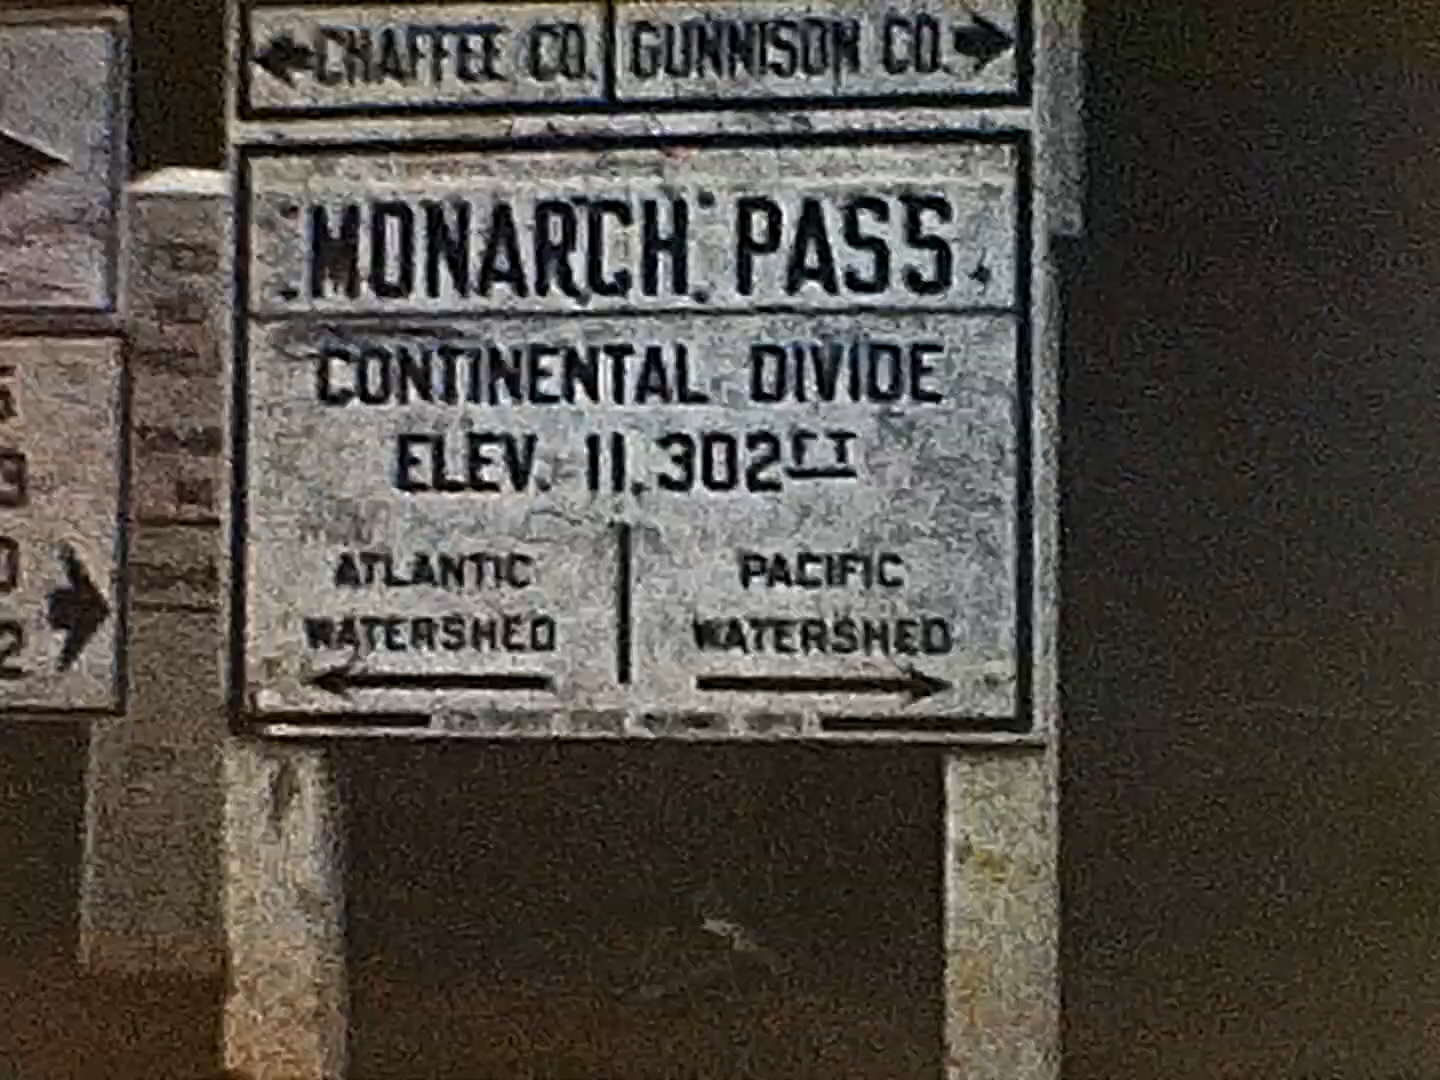 CHAFFEE CO. GUNNISON CO.
MONARCH PASS
CONTINENTAL DIVIDE
ELEV. 11,302 FT
ATLANTIC PACIFIC
WATERSHED WATERSHED